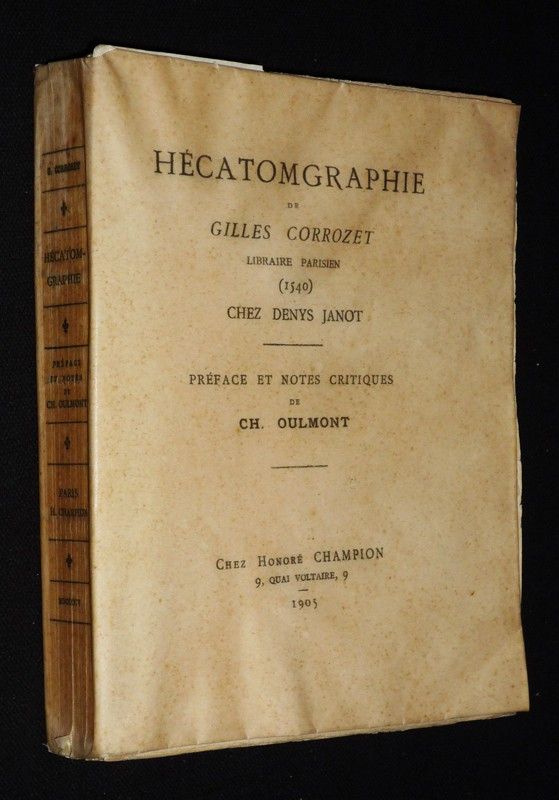 HÉCATOMGRAPHIE
DE
GILLES CORROZET
LIBRAIRE PARISIEN
(1540)
CHEZ DENYS JANOT
PRÉFACE ET NOTES CRITIQUES
DE
CH. OULMONT
CHEZ HONORÉ CHAMPION
9, QUAI VOLTAIRE, 9
1905
G. CORROZET
HÉCATOM-
GRAPHIE
PRÉFACE
ET NOTES
DE
CH. OULMONT
PARIS
H. CHAMPION